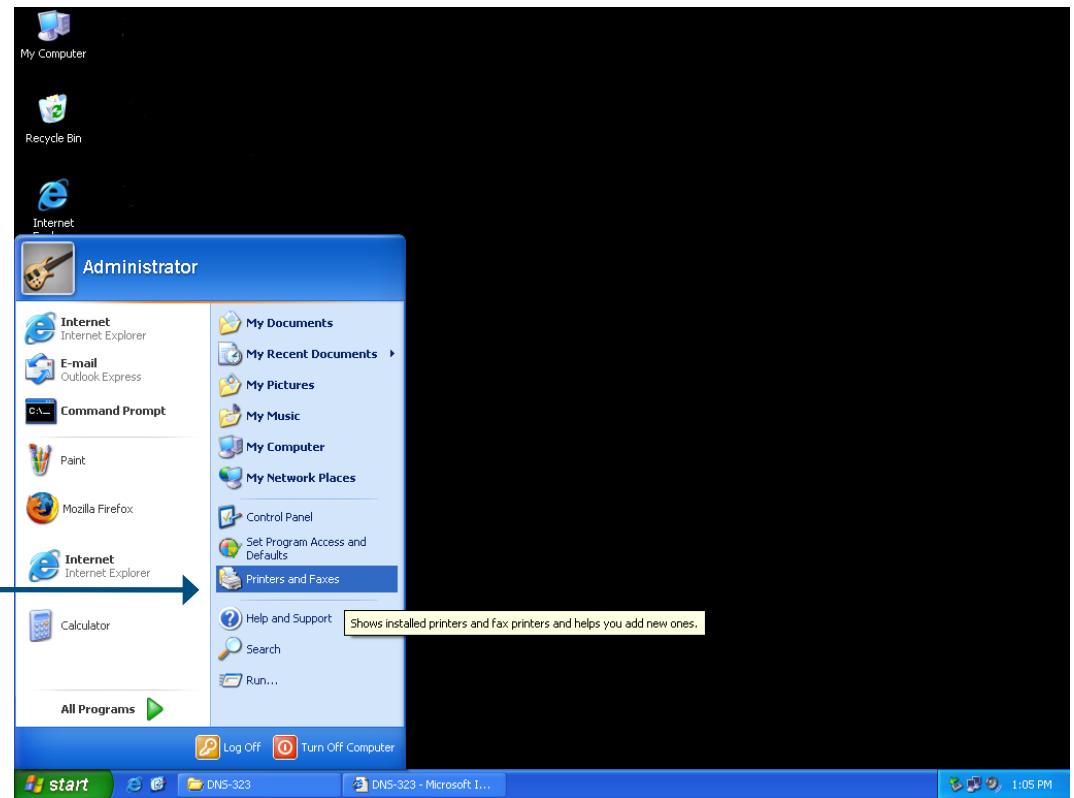 My Computer
Recycle Bin
Internet
Administrator
Internet
Internet Explorer
E-mail
Outlook Express
C:\_
Command Prompt
Paint
Mozilla Firefox
Internet
Internet Explorer
Calculator
All Programs
My Documents
My Recent Documents
My Pictures
My Music
My Computer
My Network Places
Control Panel
Set Program Access and
Defaults
Printers and Faxes
Help and Support
Shows installed printers and fax printers and helps you add new ones.
Search
Run...
Log Off
Turn Off Computer
start
DNS-323
DNS-323 - Microsoft I...
1:05 PM